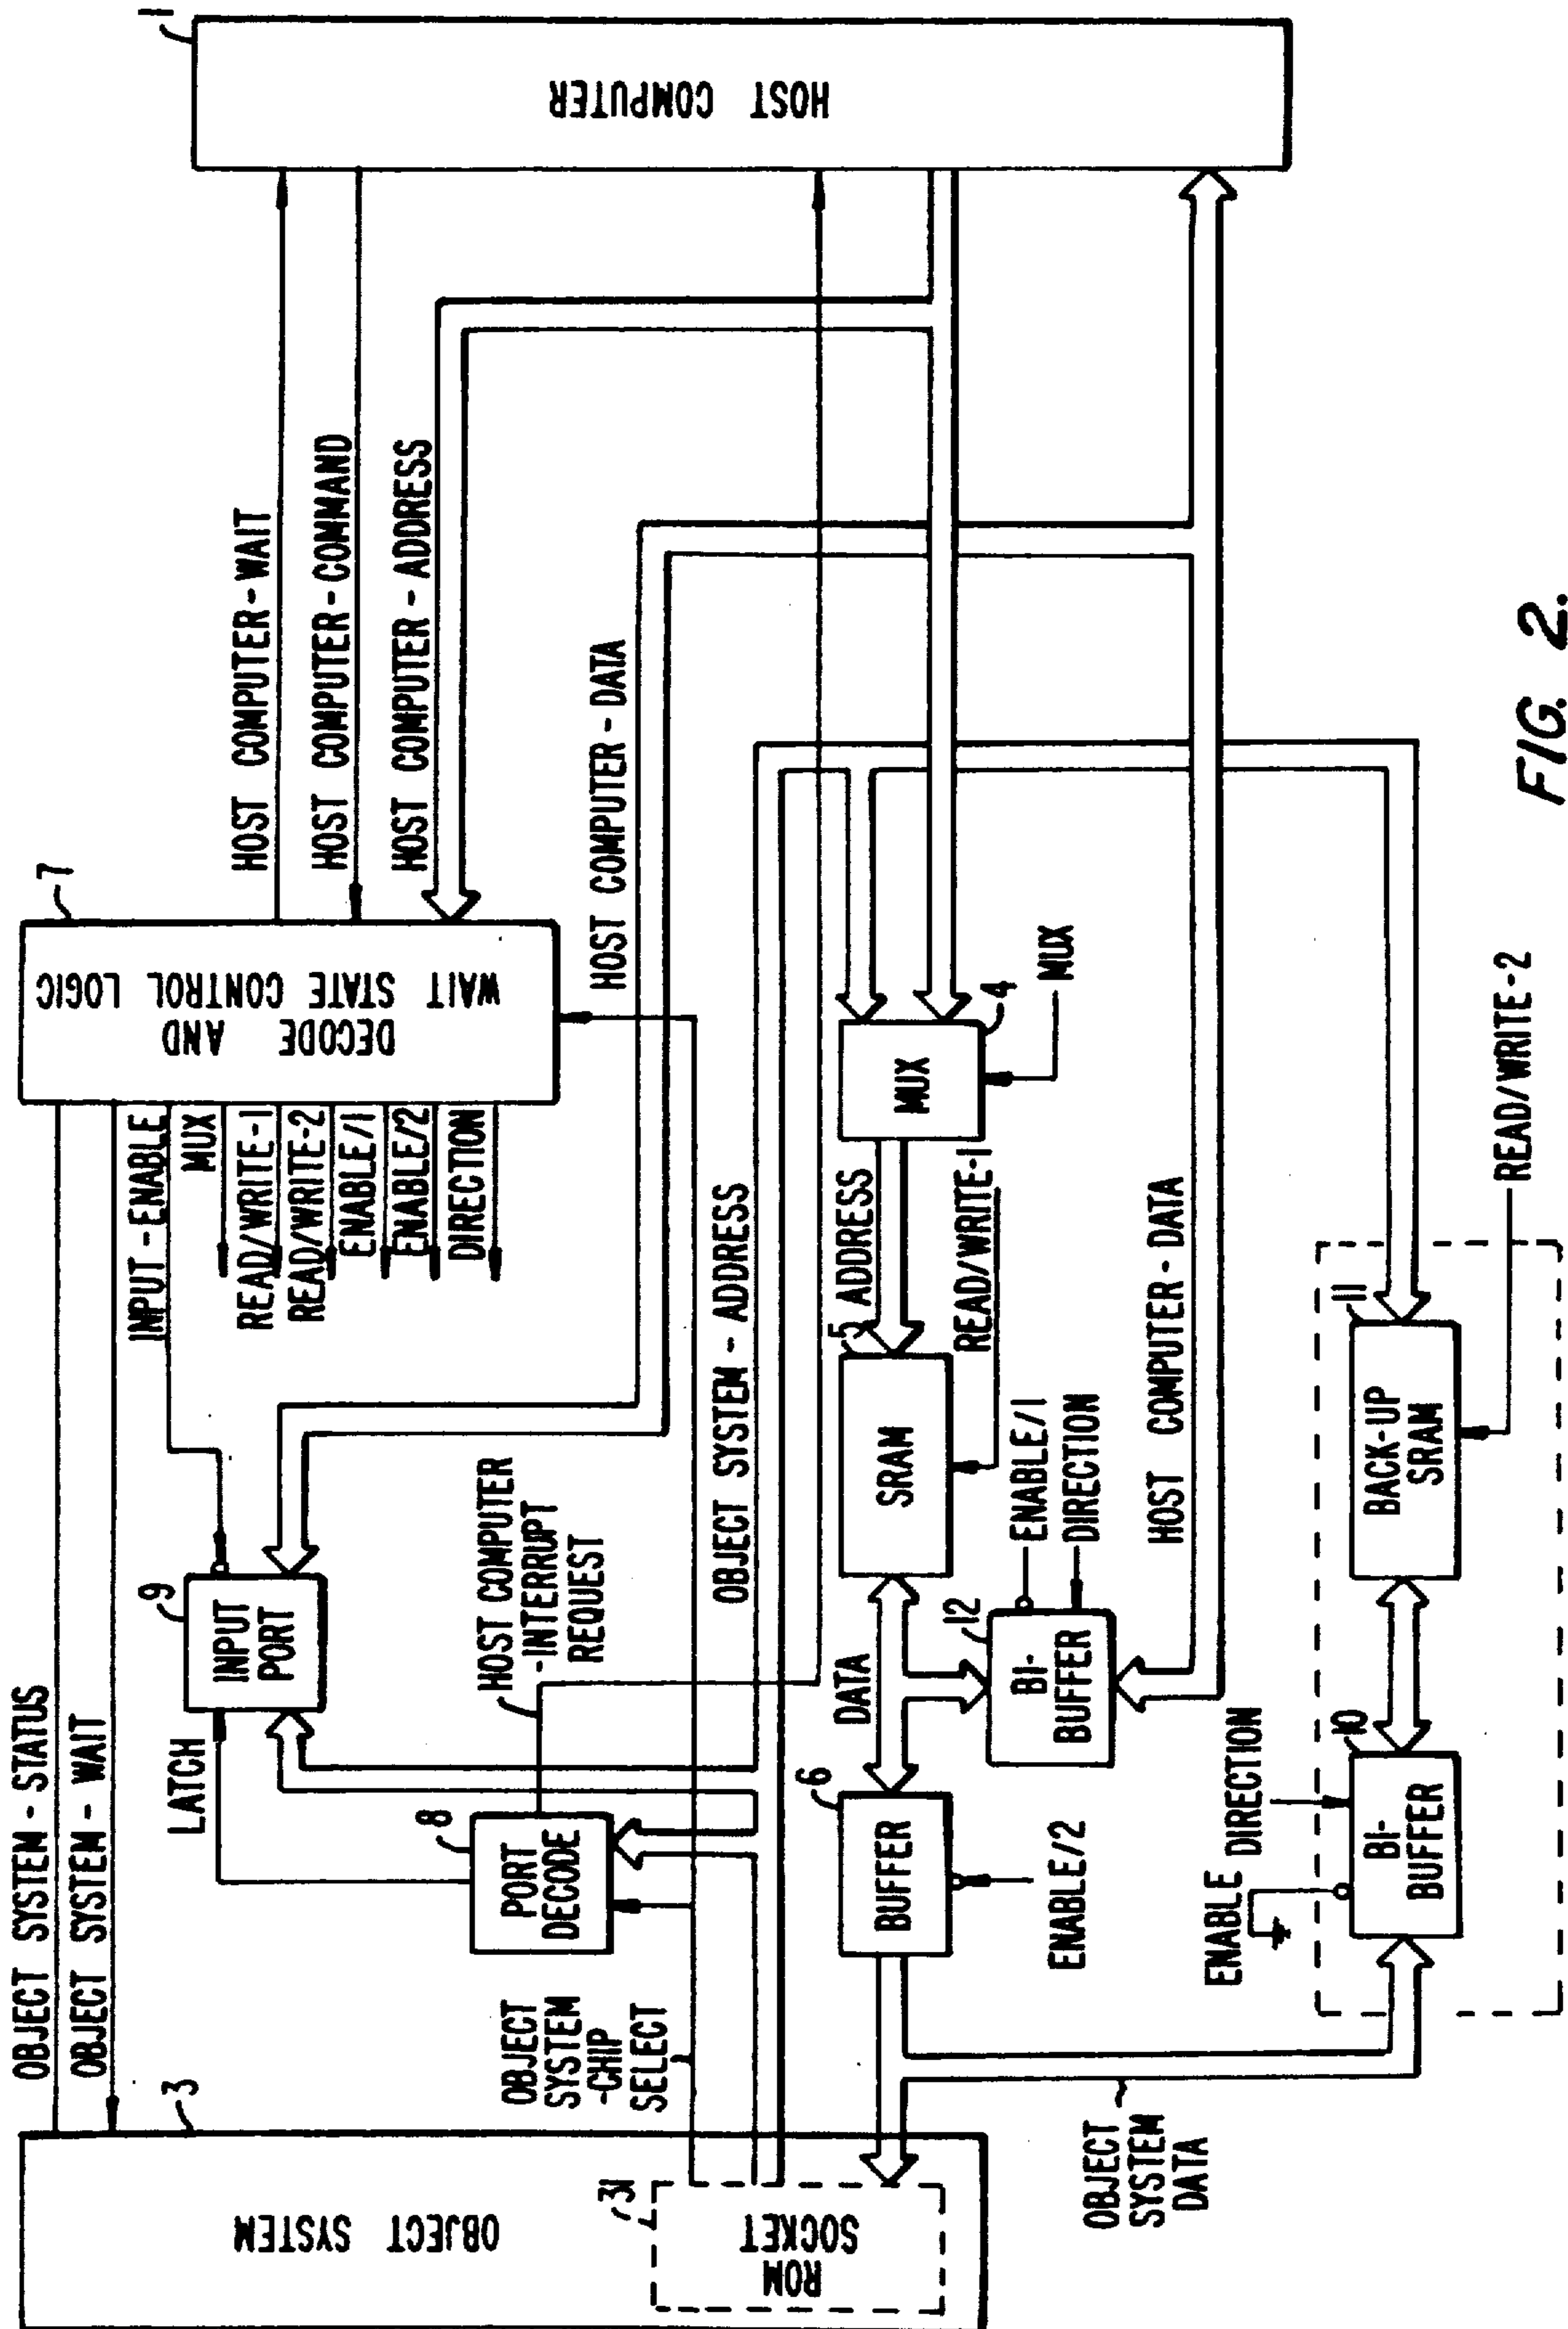 OBJECT SYSTEM - STATUS
OBJECT SYSTEM - WAIT
3
OBJECT SYSTEM
31
ROM
SOCKET
7
DECODE AND
WAIT STATE CONTROL LOGIC
INPUT - ENABLE
MUX
READ/WRITE-1
READ/WRITE-2
ENABLE/1
ENABLE/2
DIRECTION
HOST COMPUTER-WAIT
HOST COMPUTER-COMMAND
HOST COMPUTER - ADDRESS
1
HOST COMPUTER
LATCH
9
INPUT
PORT
8
PORT
DECODE
HOST COMPUTER
-INTERRUPT
REQUEST
OBJECT
SYSTEM
-CHIP
SELECT
HOST COMPUTER - DATA
OBJECT SYSTEM - ADDRESS
6
BUFFER
ENABLE/2
DATA
5
SRAM
ADDRESS
READ/WRITE-1
4
MUX
MUX
12
BI-
BUFFER
ENABLE/1
DIRECTION
HOST COMPUTER - DATA
OBJECT
SYSTEM
DATA
ENABLE
DIRECTION
10
BI-
BUFFER
11
BACK-UP
SRAM
READ/WRITE-2
FIG. 2.